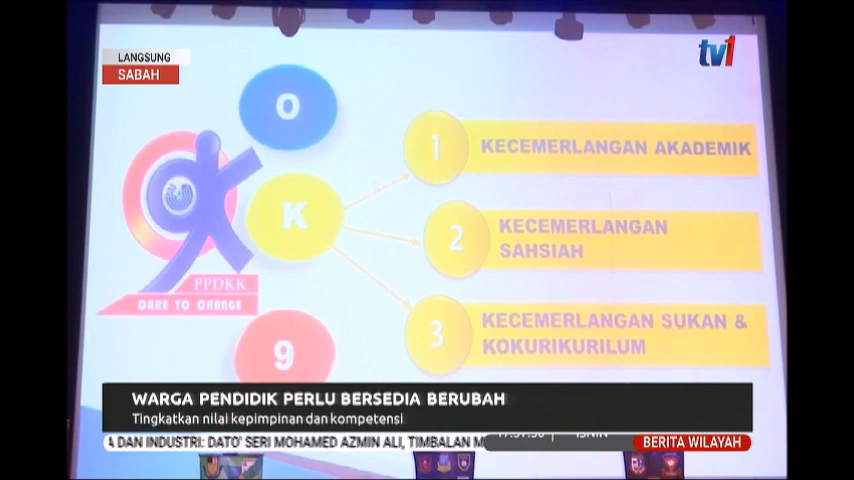 LANGSUNG
SABAH
tv1
O
K
9
PPDKK
DARE TO CHANGE
1
KECEMERLANGAN AKADEMIK
2
KECEMERLANGAN
SAHSIAH
3
KECEMERLANGAN SUKAN &
KOKURIKURILUM
WARGA PENDIDIK PERLU BERSEDIA BERUBAH
Tingkatkan nilai kepimpinan dan kompetensi
DAN INDUSTRI: DATO' SERI MOHAMED AZMIN ALI, TIMBALAN
ISNIN
BERITA WILAYAH